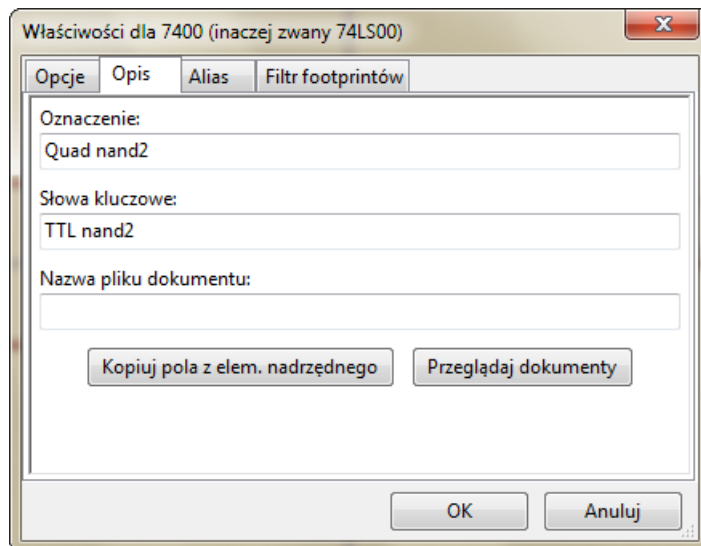 Właściwości dla 7400 (inaczej zwany 74LS00)
Opcje Opis Alias Filtr footprintów
Oznaczenie:
Quad nand2
Słowa kluczowe:
TTL nand2
Nazwa pliku dokumentu:
Kopiuj pola z elem. nadrzędnego Przeglądaj dokumenty
OK Anuluj